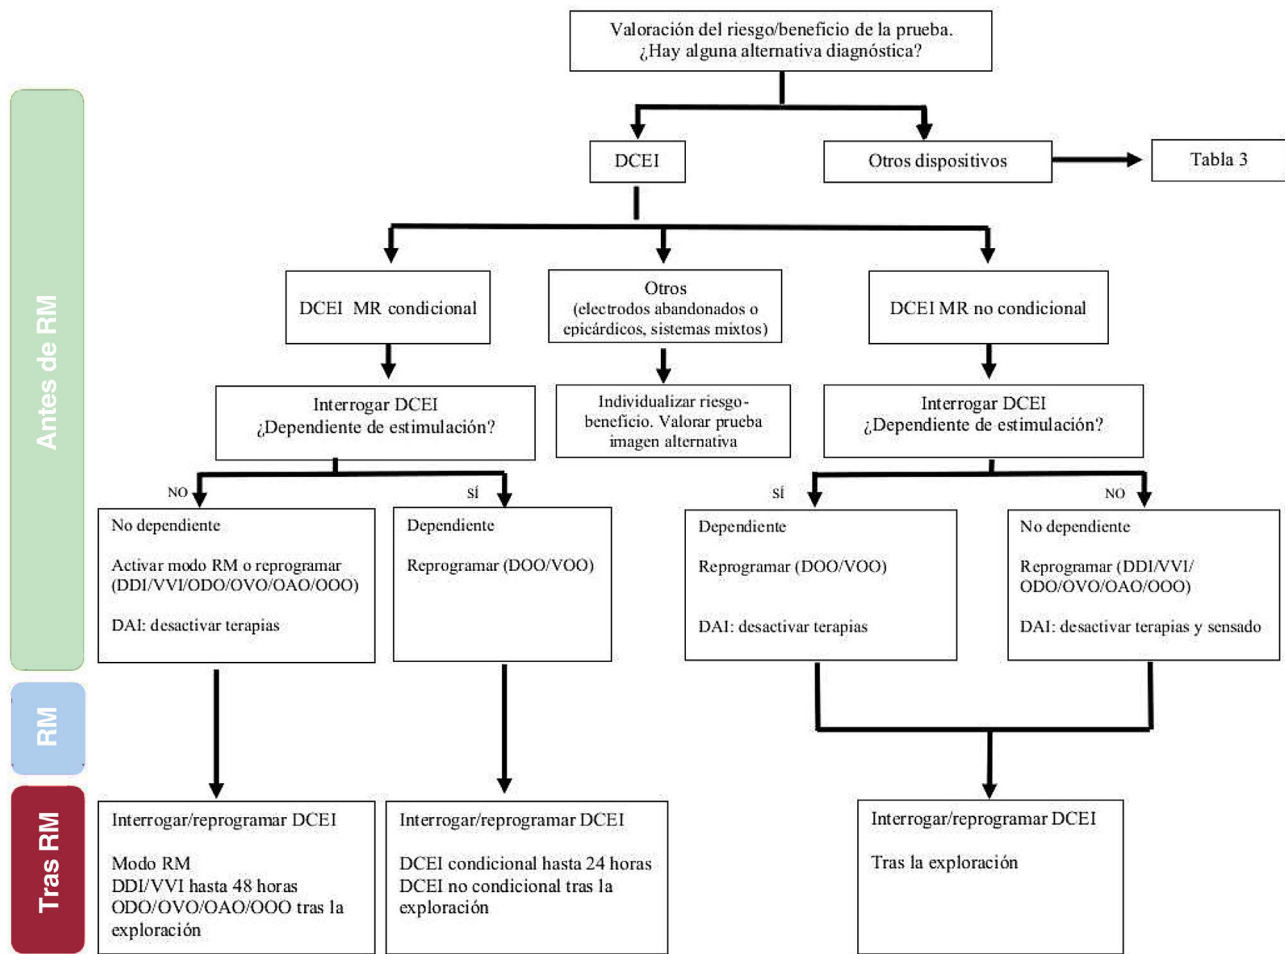 Valoración del riesgo/beneficio de la prueba.
¿Hay alguna alternativa diagnóstica?
Antes de RM
DCEI
Otros dispositivos
Tabla 3
DCEI MR condicional
Otros
(electrodos abandonados o
epicárdicos, sistemas mixtos)
DCEI MR no condicional
Interrogar DCEI
¿Dependiente de estimulación?
Individualizar riesgo-
beneficio. Valorar prueba
imagen alternativa
Interrogar DCEI
¿Dependiente de estimulación?
NO
SÍ
SÍ
NO
No dependiente
Activar modo RM o reprogramar
(DDI/VVI/ODO/OVO/OAO/OOO)
DAI: desactivar terapias
Dependiente
Reprogramar (DOO/VOO)
Dependiente
Reprogramar (DOO/VOO)
DAI: desactivar terapias
No dependiente
Reprogramar (DDI/VVI/
ODO/OVO/OAO/OOO)
DAI: desactivar terapias y sensado
RM
Tras RM
Interrogar/reprogramar DCEI
Modo RM
DDI/VVI hasta 48 horas
ODO/OVO/OAO/OOO tras la
exploración
Interrogar/reprogramar DCEI
DCEI condicional hasta 24 horas
DCEI no condicional tras la
exploración
Interrogar/reprogramar DCEI
Tras la exploración